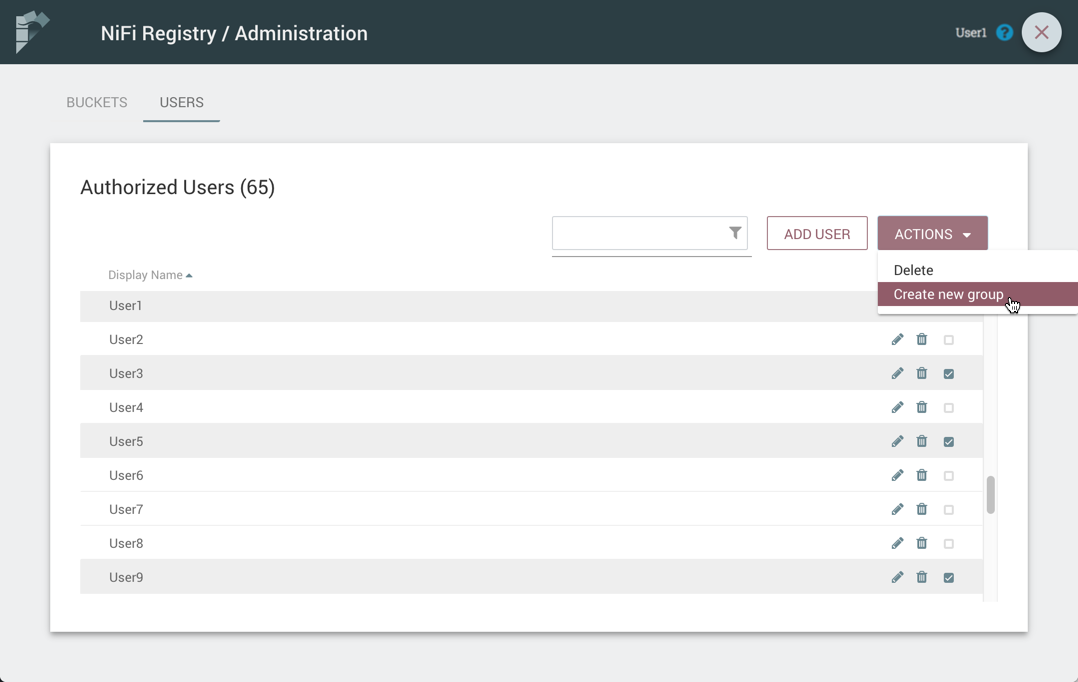 NiFi Registry / Administration
User1 ?
BUCKETS USERS
Authorized Users (65)
ADD USER ACTIONS
Delete
Create new group
Display Name
User1
User2
User3
User4
User5
User6
User7
User8
User9